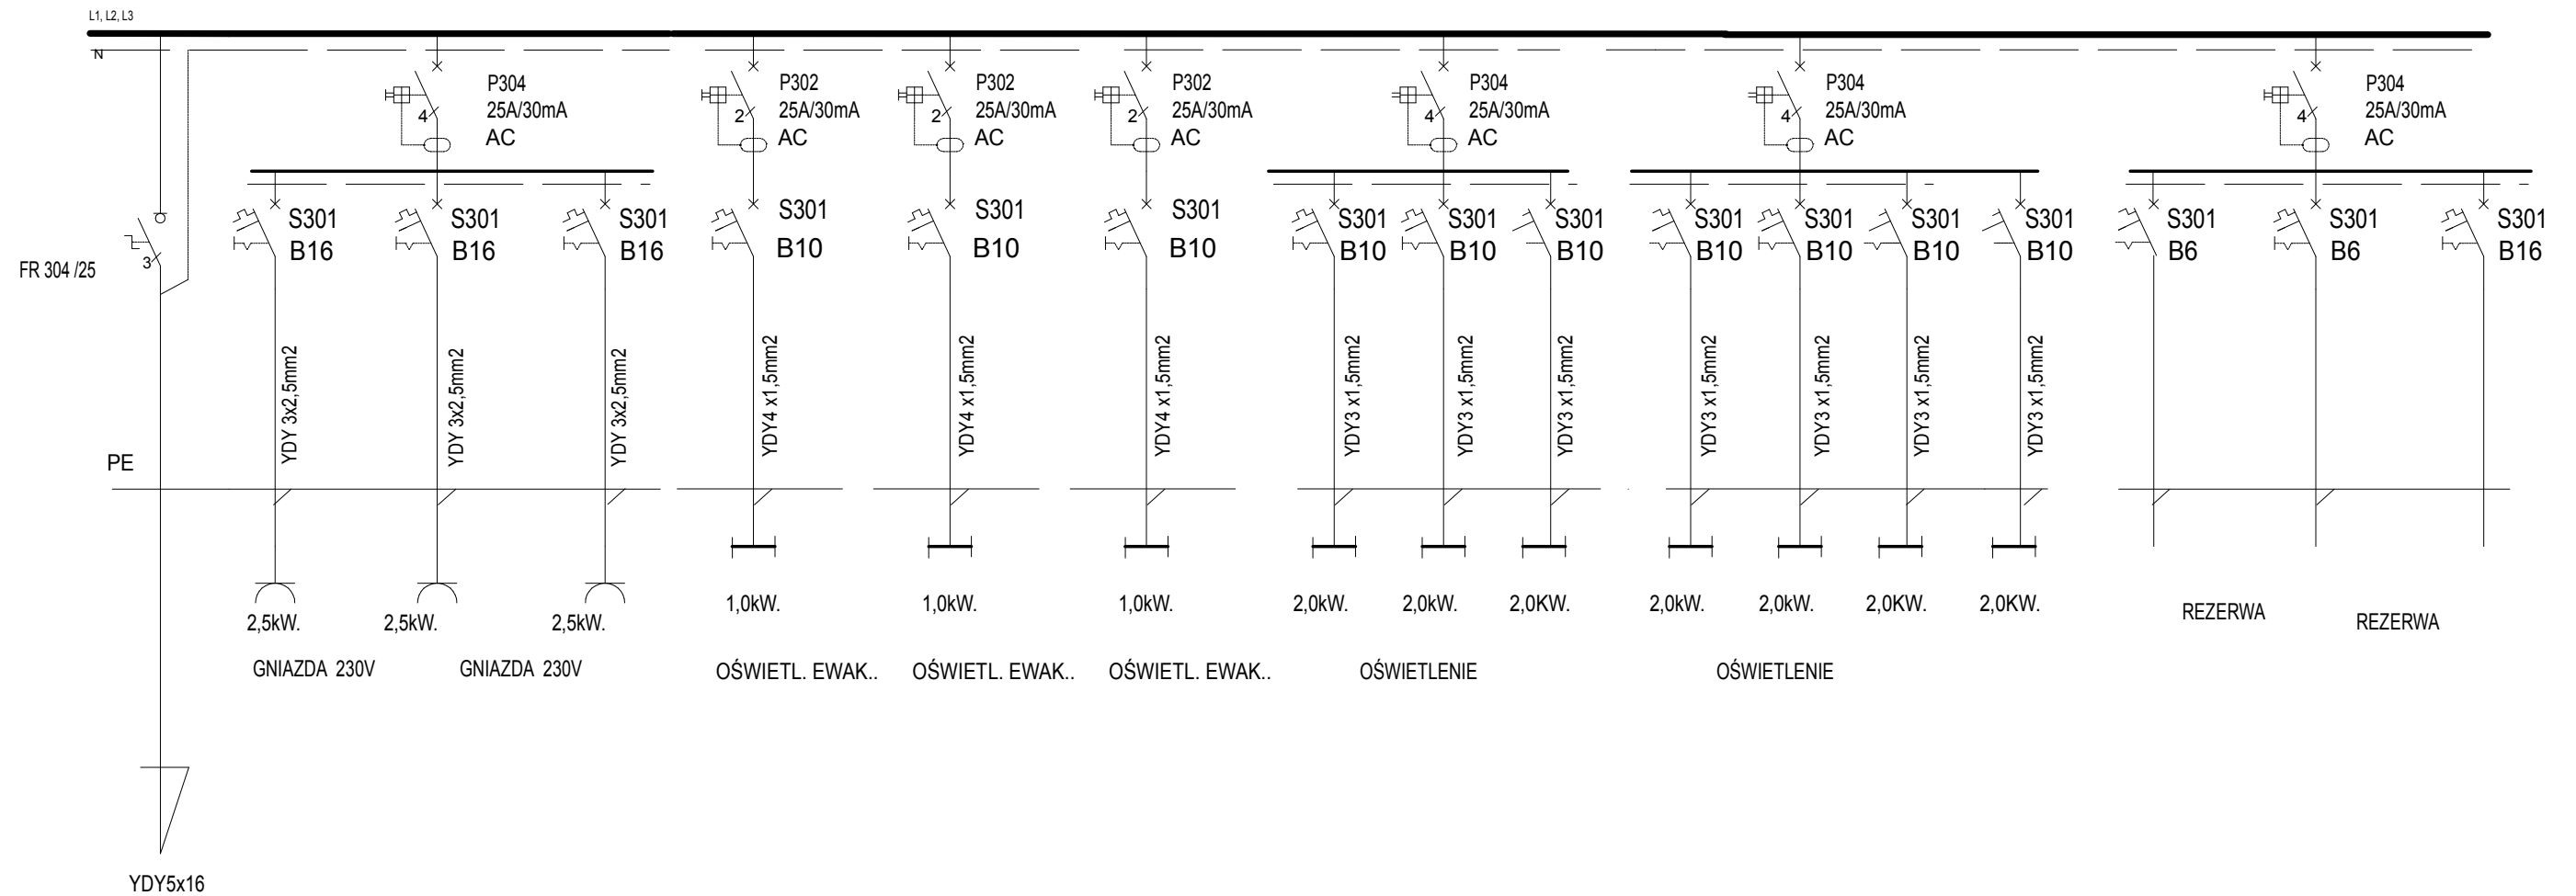 L1, L2, L3
N
P304
25A/30mA
AC
4
P302
25A/30mA
AC
2
P302
25A/30mA
AC
2
P302
25A/30mA
AC
2
P304
25A/30mA
AC
4
P304
25A/30mA
AC
4
P304
25A/30mA
AC
4
FR 304 /25
3
S301
B16
S301
B16
S301
B16
S301
B10
S301
B10
S301
B10
S301
B10
S301
B10
S301
B10
S301
B10
S301
B10
S301
B10
S301
B10
S301
B6
S301
B6
S301
B16
YDY 3x2,5mm2
YDY 3x2,5mm2
YDY 3x2,5mm2
YDY4 x1,5mm2
YDY4 x1,5mm2
YDY4 x1,5mm2
YDY3 x1,5mm2
YDY3 x1,5mm2
YDY3 x1,5mm2
YDY3 x1,5mm2
YDY3 x1,5mm2
YDY3 x1,5mm2
YDY3 x1,5mm2
PE
2,5kW.
2,5kW.
2,5kW.
1,0kW.
1,0kW.
1,0kW.
2,0kW.
2,0kW.
2,0KW.
2,0kW.
2,0kW.
2,0KW.
2,0KW.
REZERWA
REZERWA
GNIAZDA 230V
GNIAZDA 230V
OŚWIETL. EWAK..
OŚWIETL. EWAK..
OŚWIETL. EWAK..
OŚWIETLENIE
OŚWIETLENIE
YDY5x16